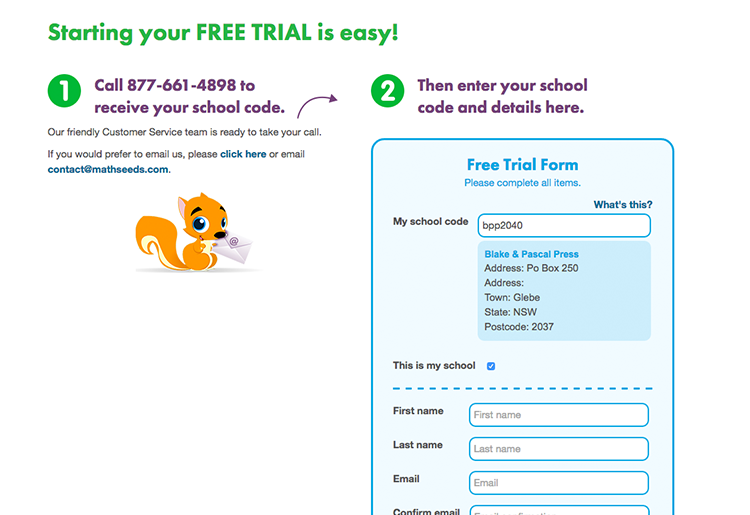 Starting your FREE TRIAL is easy!
1
Call 877-661-4898 to
receive your school code.
Our friendly Customer Service team is ready to take your call.
If you would prefer to email us, please click here or email
contact@mathseeds.com.
@
2
Then enter your school
code and details here.
Free Trial Form
Please complete all items.
What's this?
My school code
bpp2040
Blake & Pascal Press
Address: Po Box 250
Address:
Town: Glebe
State: NSW
Postcode: 2037
This is my school
First name
First name
Last name
Last name
Email
Email
Confirm email